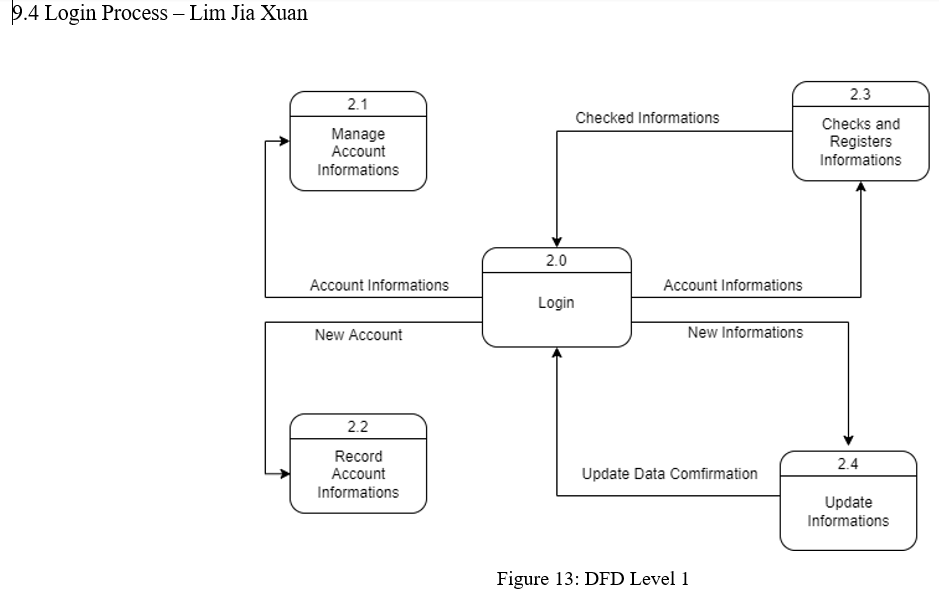 9.4 Login Process – Lim Jia Xuan
2.1
Manage
Account
Informations
2.3
Checks and
Registers
Informations
Checked Informations
2.0
Login
Account Informations
Account Informations
New Account
New Informations
2.2
Record
Account
Informations
2.4
Update
Informations
Update Data Comfirmation
Figure 13: DFD Level 1